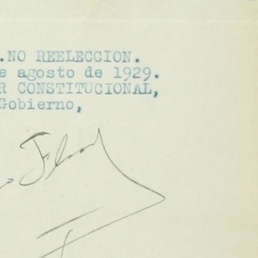 .NO REELECCION.
e agosto de 1929.
R CONSTITUCIONAL,
Gobierno,